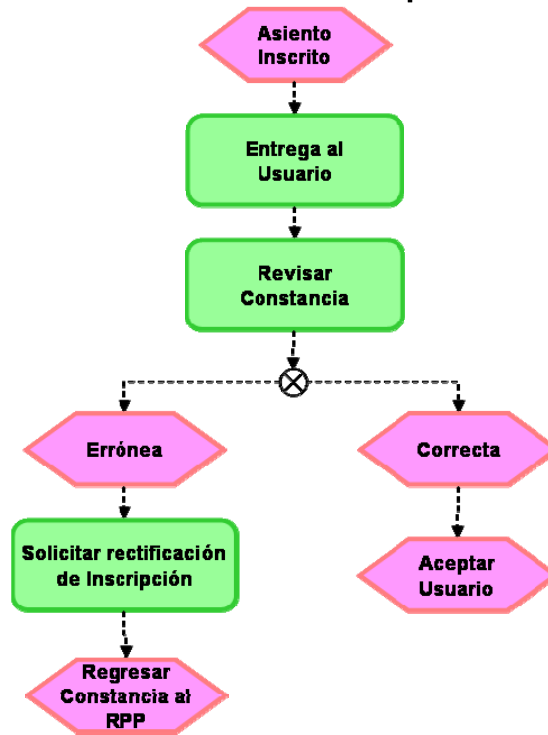 Asiento
Inscrito
Entrega al
Usuario
Revisar
Constancia
Errónea
Correcta
Solicitar rectificación
de Inscripción
Aceptar
Usuario
Regresar
Constancia al
RPP